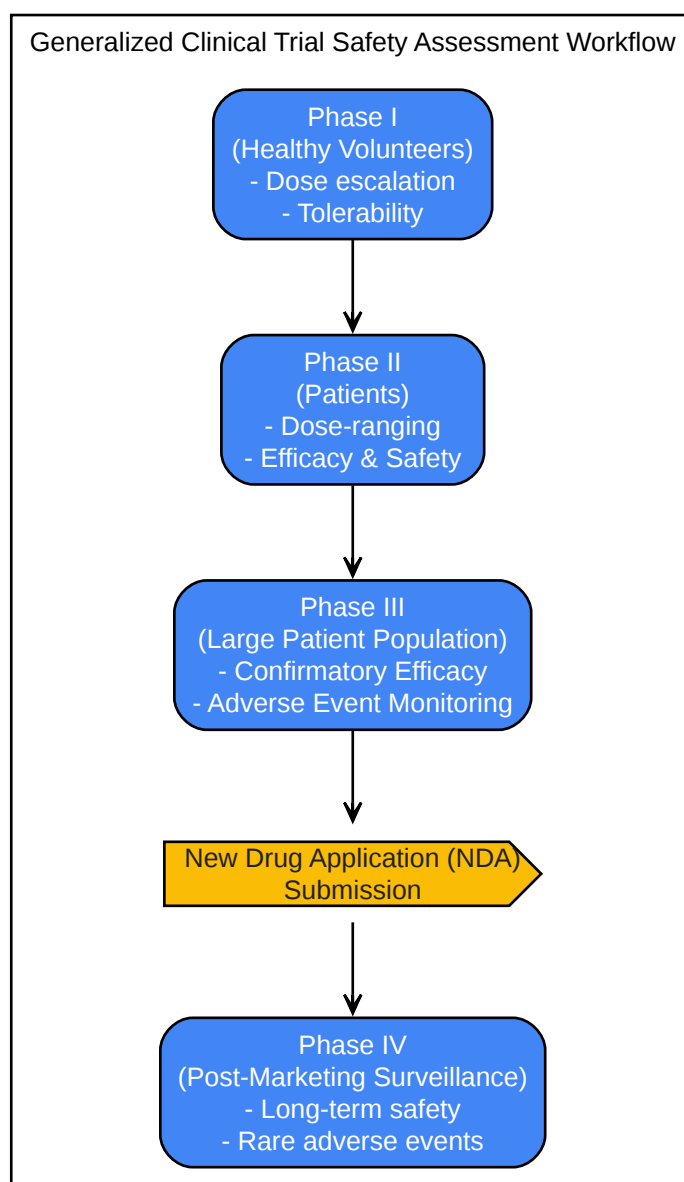 Generalized Clinical Trial Safety Assessment Workflow
Phase I
(Healthy Volunteers)
- Dose escalation
- Tolerability
Phase II
(Patients)
- Dose-ranging
- Efficacy & Safety
Phase III
(Large Patient Population)
- Confirmatory Efficacy
- Adverse Event Monitoring
New Drug Application (NDA)
Submission
Phase IV
(Post-Marketing Surveillance)
- Long-term safety
- Rare adverse events